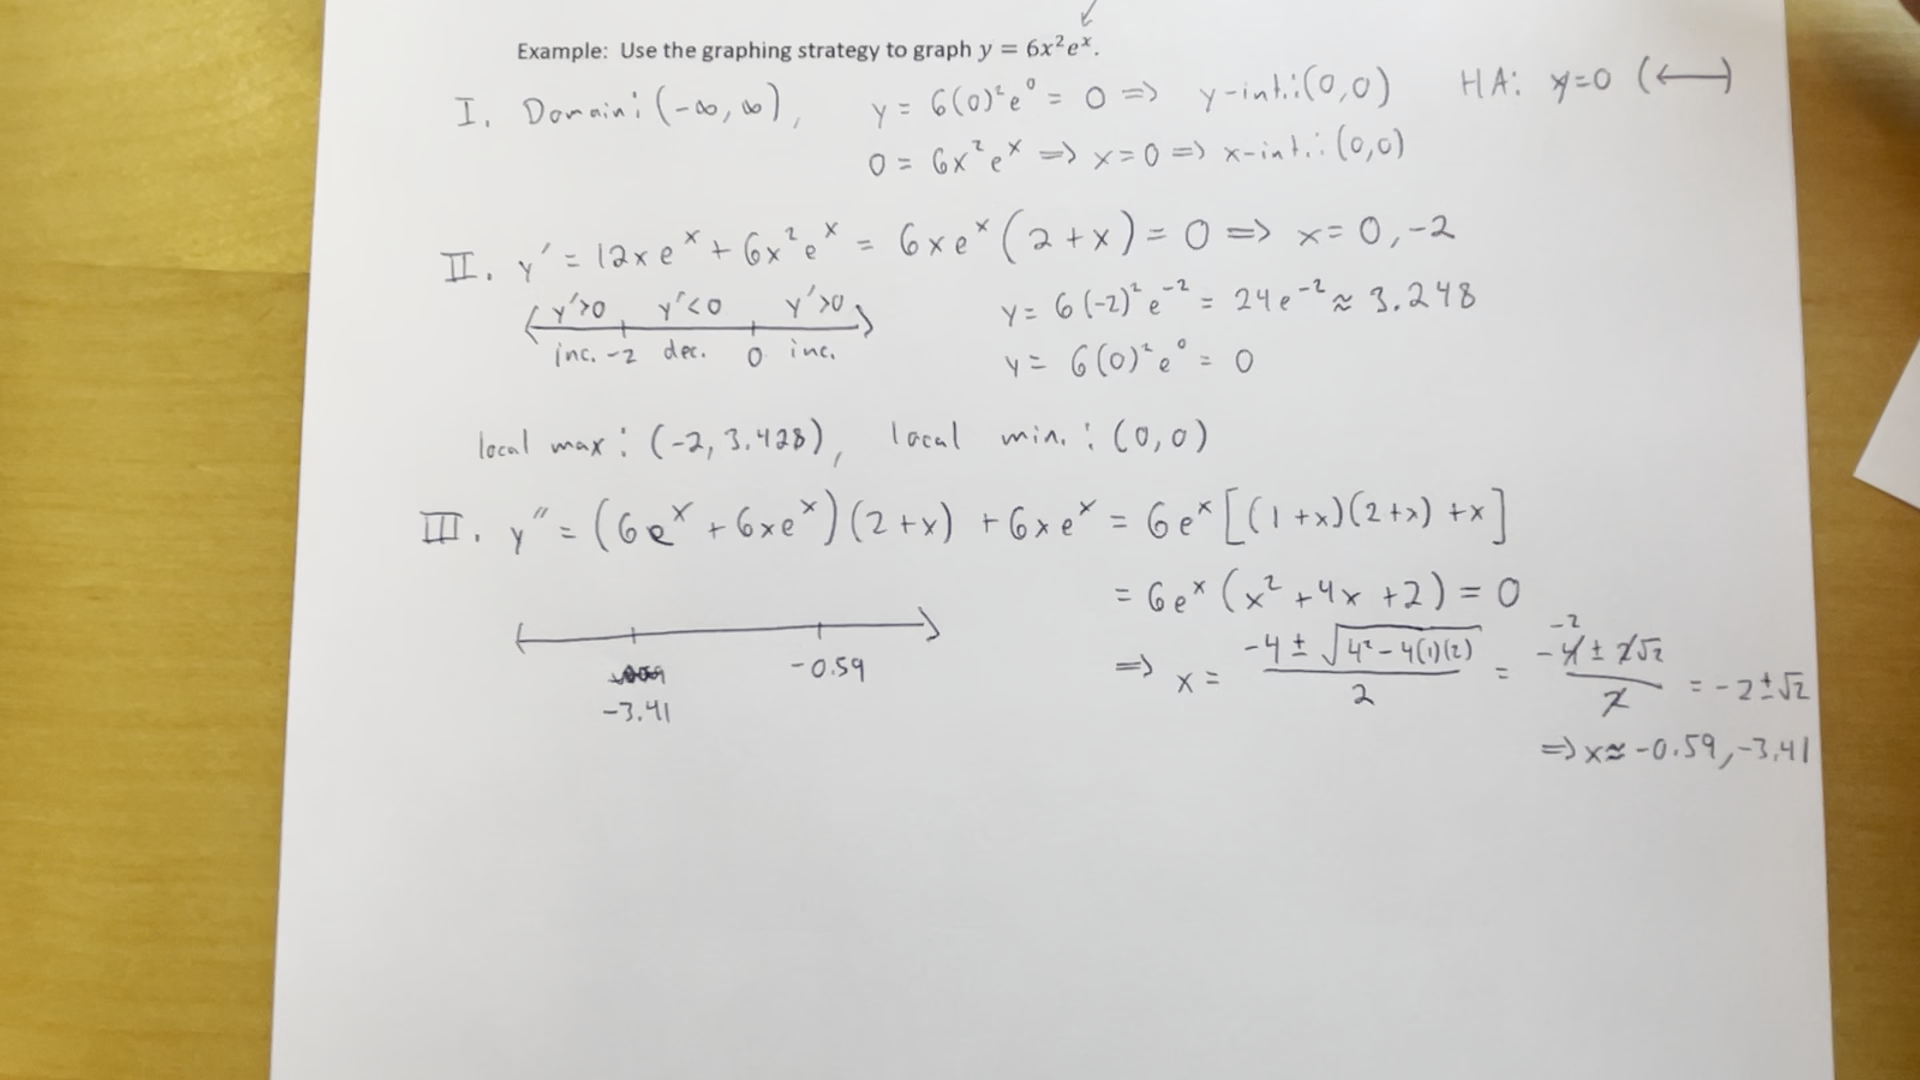 Example: Use the graphing strategy to graph y = 6x²eˣ.
I. Domain: (-∞, ∞), y = 6(0)²e⁰ = 0 => y-int.: (0,0) HA: y=0 (←)
0 = 6x²eˣ => x=0 => x-int.: (0,0)
II. y' = 12xeˣ + 6x²eˣ = 6xeˣ(2+x) = 0 => x= 0, -2
y'>0 y'<0 y'>0 y= 6(-2)²e⁻² = 24e⁻² ≈ 3.248
inc. -2 dec. 0 inc. y= 6(0)²e⁰ = 0
local max: (-2, 3.428), local min.: (0,0)
III. y" = (6eˣ + 6xeˣ)(2+x) + 6xeˣ = 6eˣ[(1+x)(2+x) +x]
= 6eˣ(x² +4x +2) = 0
=> x = (-4 ± √(4² - 4(1)(2)))/2 = (-4 ± 2√2)/2 = -2 ± √2
-2
-0.59
-3.41
=> x ≈ -0.59, -3.41